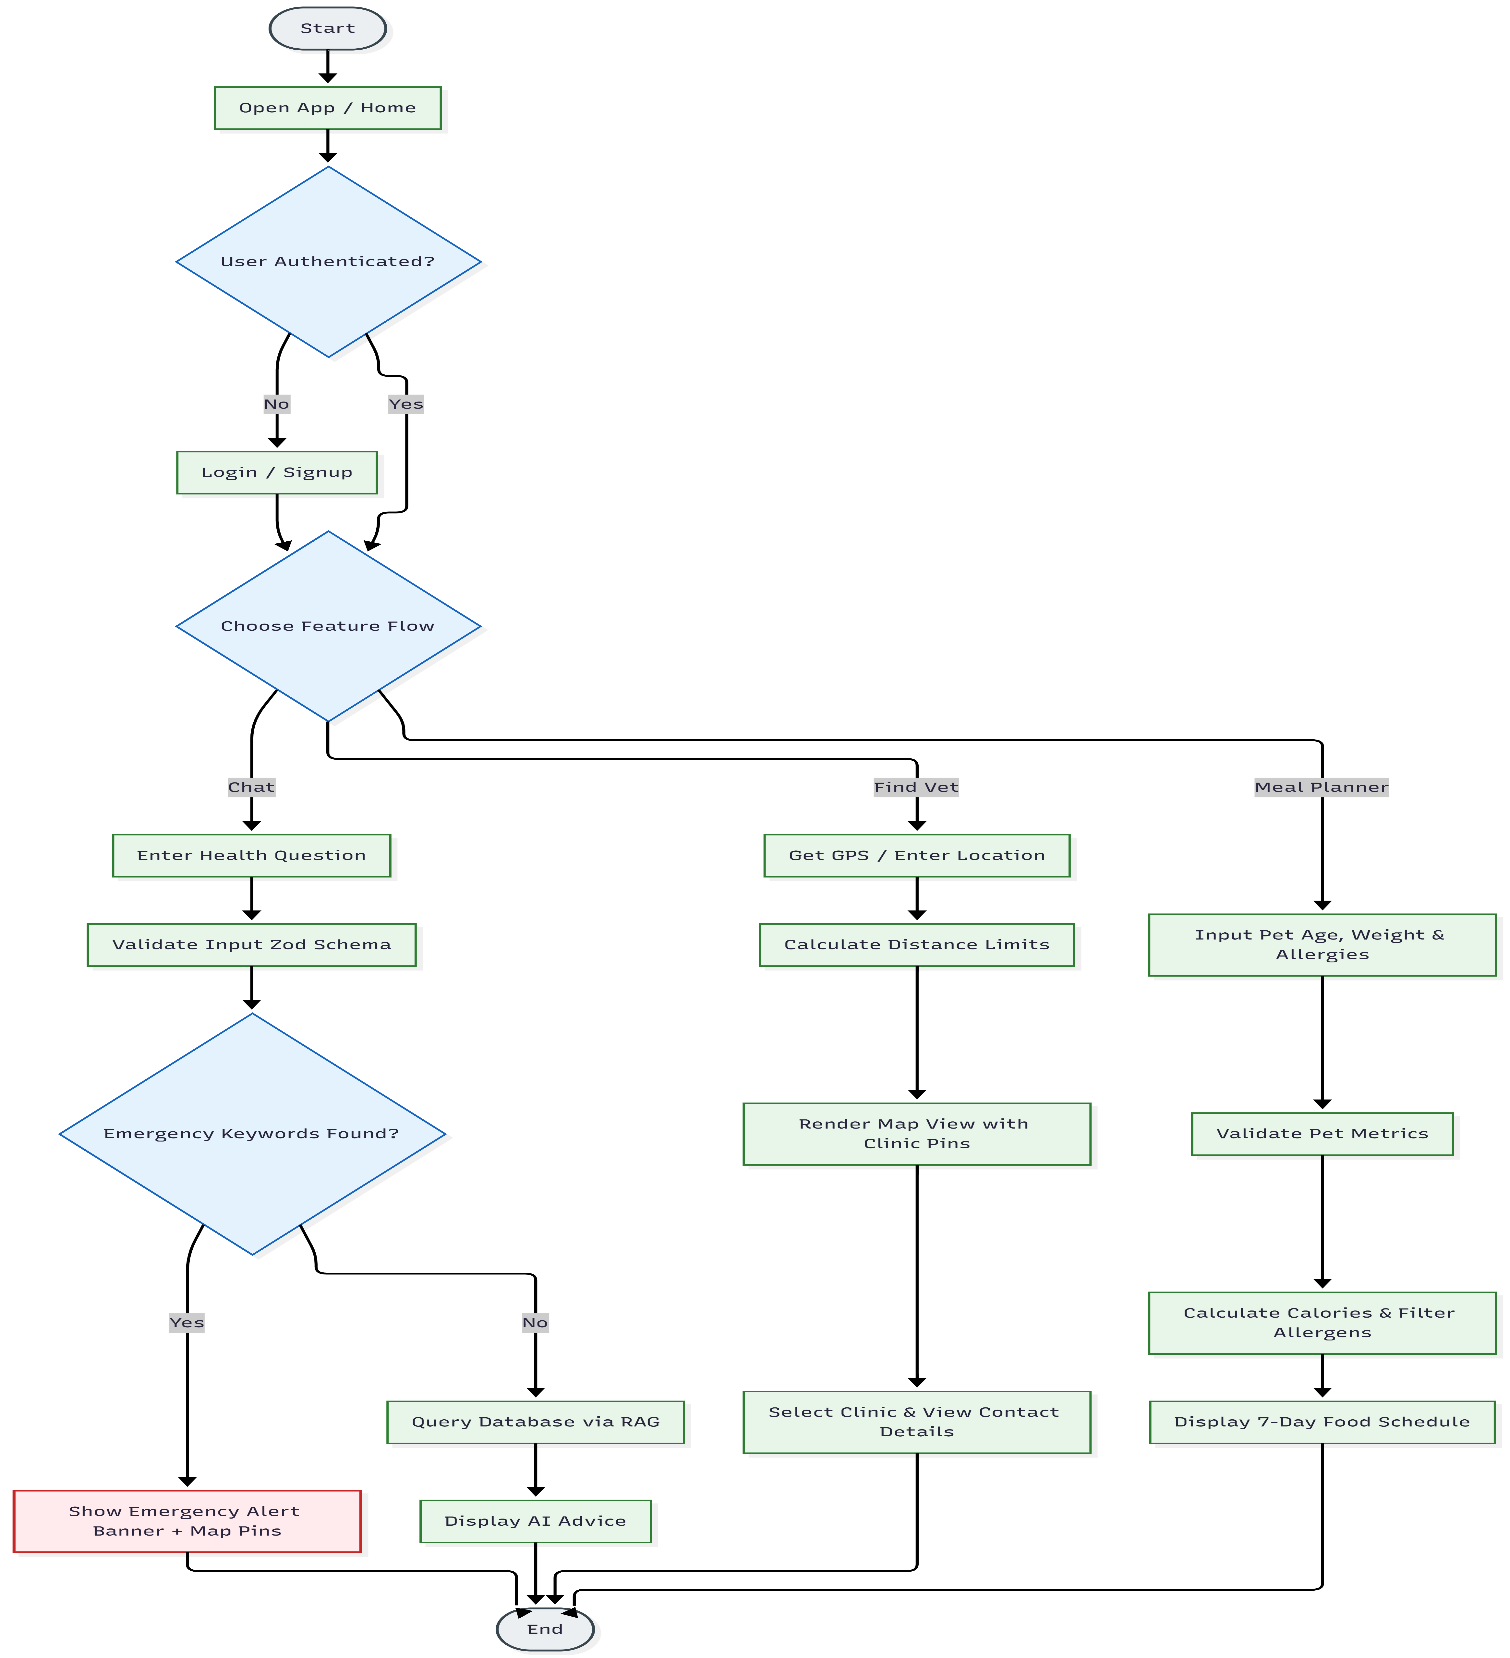 Start
Open App / Home
User Authenticated?
No
Yes
Login / Signup
Choose Feature Flow
Chat
Find Vet
Meal Planner
Enter Health Question
Get GPS / Enter Location
Validate Input Zod Schema
Calculate Distance Limits
Input Pet Age, Weight &
Allergies
Emergency Keywords Found?
Render Map View with
Clinic Pins
Validate Pet Metrics
Yes
No
Calculate Calories & Filter
Allergens
Query Database via RAG
Select Clinic & View Contact
Details
Display 7-Day Food Schedule
Show Emergency Alert
Banner + Map Pins
Display AI Advice
End